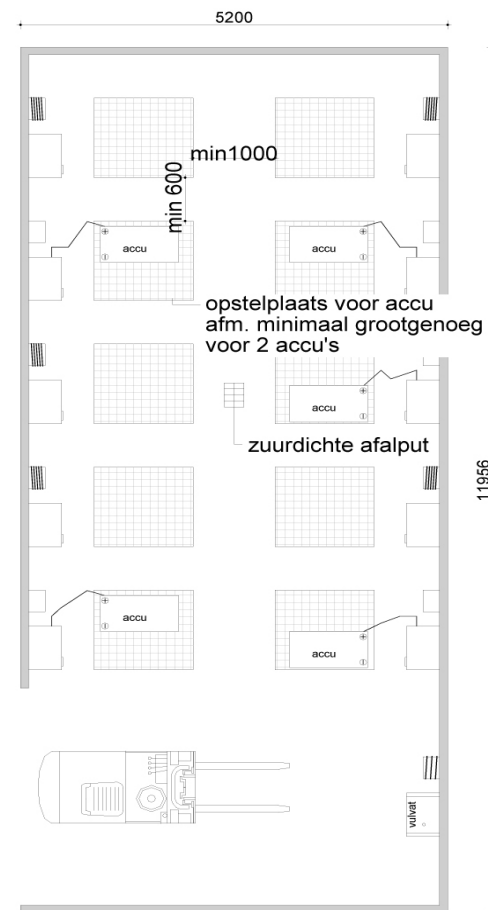 5200
min1000
min 600
accu
accu
opstelplaats voor accu
afm. minimaal grootgenoeg
voor 2 accu's
accu
zuurdichte afalput
11956
accu
accu
vulvat